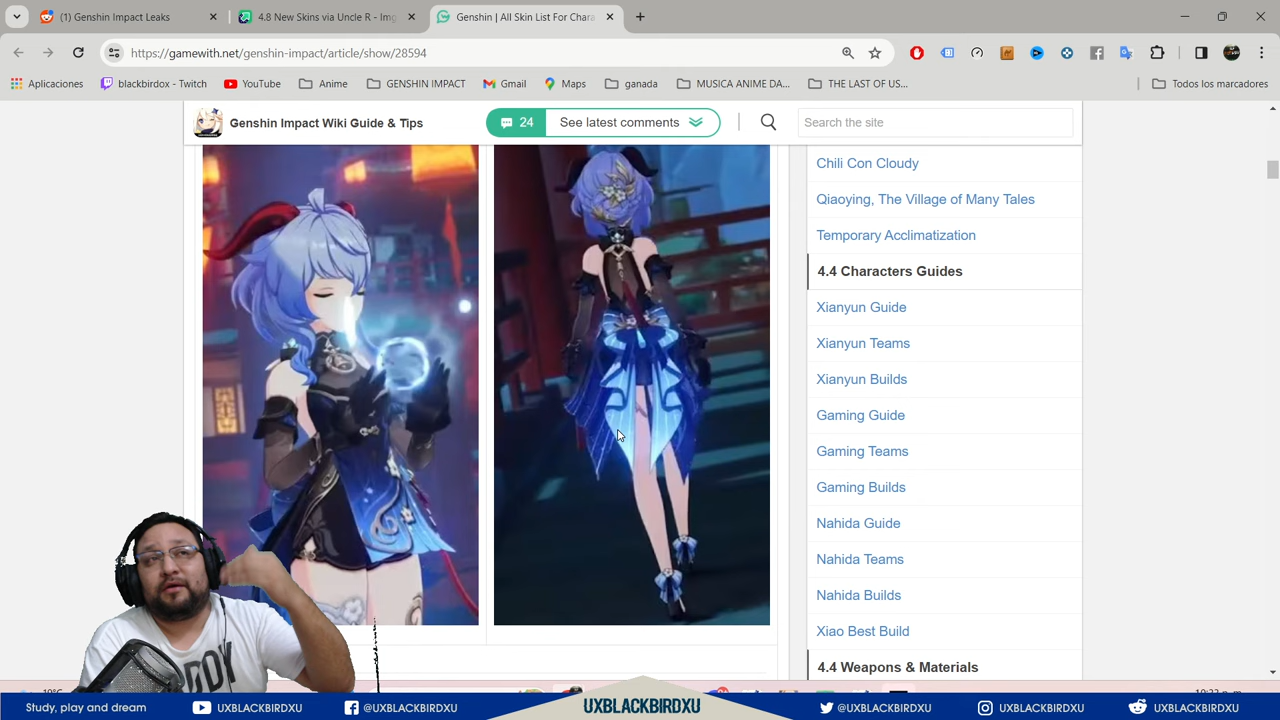 (1) Genshin Impact Leaks
4.8 New Skins via Uncle R - Img
Genshin | All Skin List For Chara
https://gamewith.net/genshin-impact/article/show/28594
Aplicaciones
blackbirdox - Twitch
YouTube
Anime
GENSHIN IMPACT
Gmail
Maps
ganada
MUSICA ANIME DA...
THE LAST OF US...
Todos los marcadores
Genshin Impact Wiki Guide & Tips
24
See latest comments
Search the site
Chili Con Cloudy
Qiaoying, The Village of Many Tales
Temporary Acclimatization
4.4 Characters Guides
Xianyun Guide
Xianyun Teams
Xianyun Builds
Gaming Guide
Gaming Teams
Gaming Builds
Nahida Guide
Nahida Teams
Nahida Builds
Xiao Best Build
4.4 Weapons & Materials
Study, play and dream
UXBLACKBIRDXU
@UXBLACKBIRDXU
UXBLACKBIRDXU
@UXBLACKBIRDXU
UXBLACKBIRDXU
UXBLACKBIRDXU